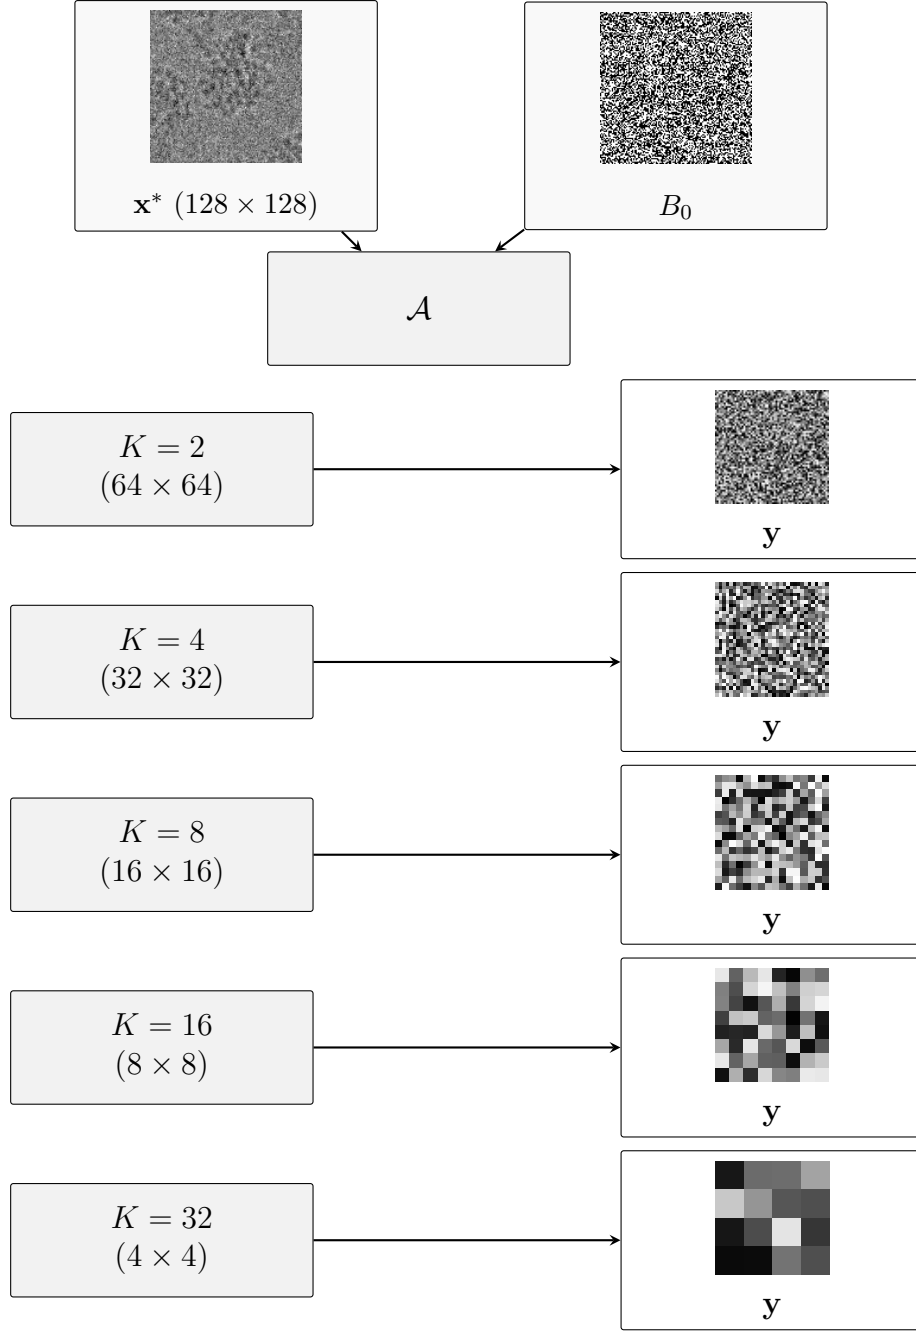 x* (128 × 128)
B₀
𝒜
K = 2
(64 × 64)
y
K = 4
(32 × 32)
y
K = 8
(16 × 16)
y
K = 16
(8 × 8)
y
K = 32
(4 × 4)
y